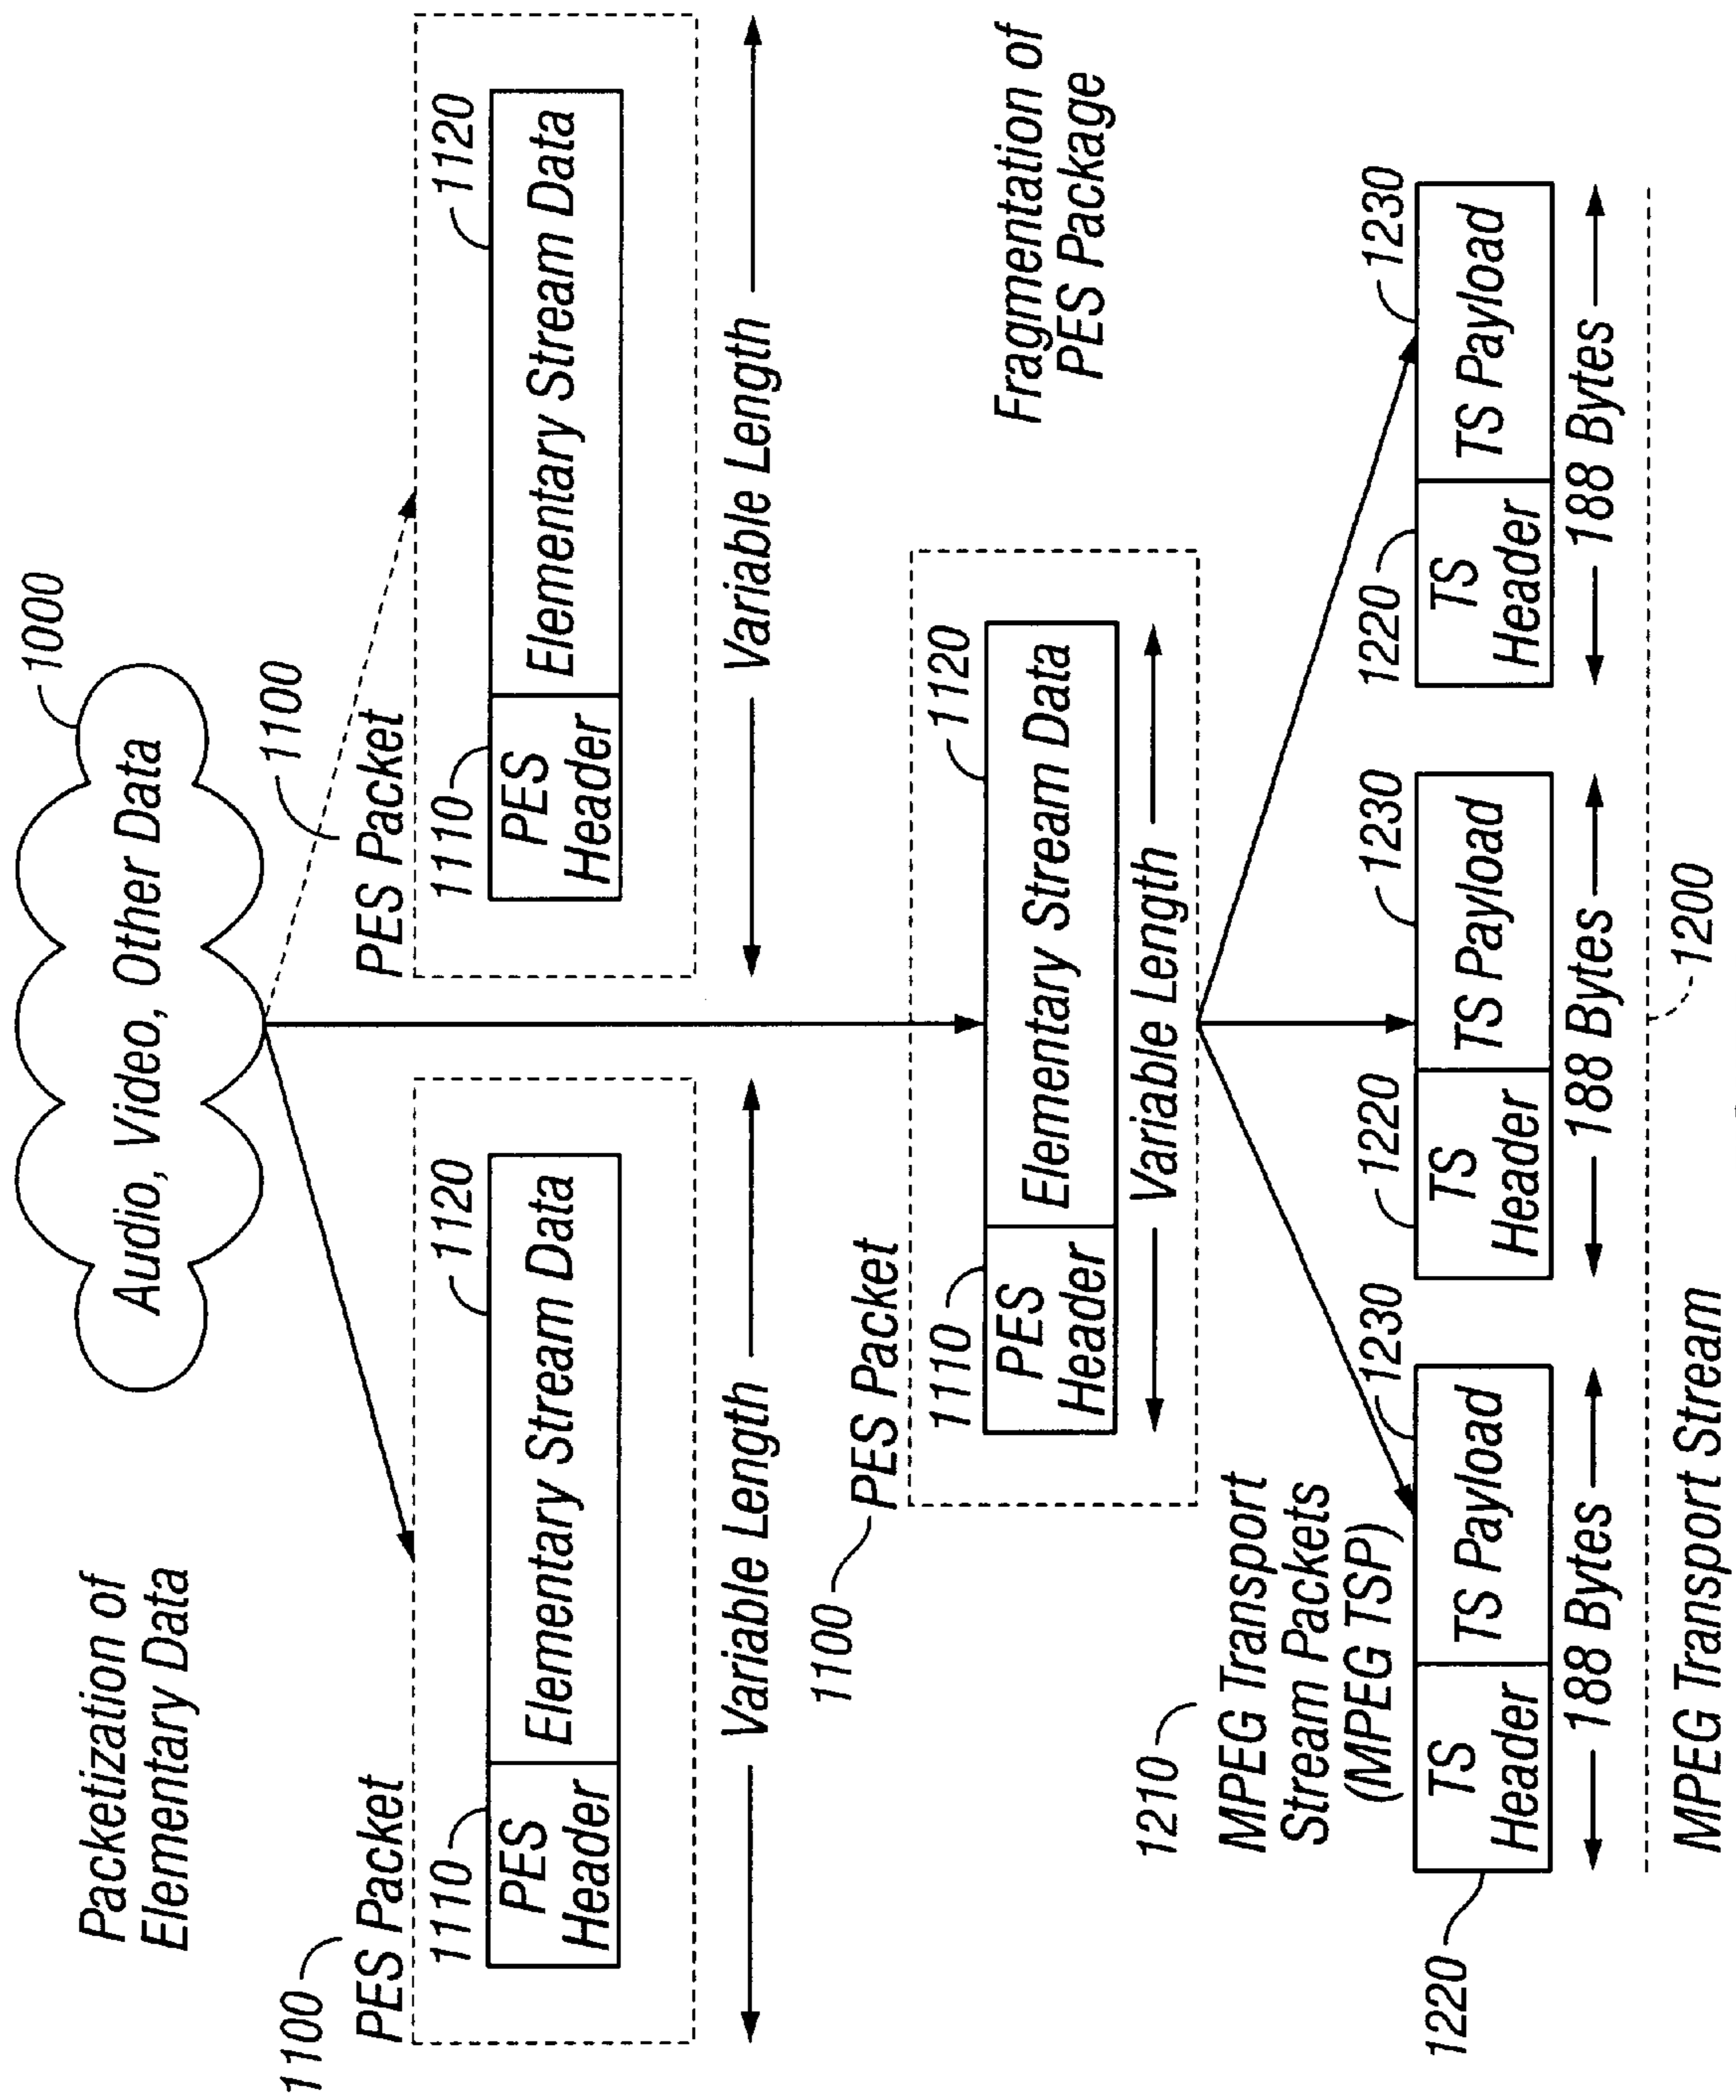 Packetization of
Elementary Data
Audio, Video, Other Data
1000
1100
PES Packet
1110
1120
PES
Header
Elementary Stream Data
Variable Length
1100
PES Packet
1110
1120
PES
Header
Elementary Stream Data
Variable Length
1100
PES Packet
1110
1120
PES
Header
Elementary Stream Data
Variable Length
Fragmentation of
PES Package
1210
MPEG Transport
Stream Packets
(MPEG TSP)
1220
1230
TS
Header
TS Payload
188 Bytes
1220
1230
TS
Header
TS Payload
188 Bytes
1220
1230
TS
Header
TS Payload
188 Bytes
MPEG Transport Stream
1200